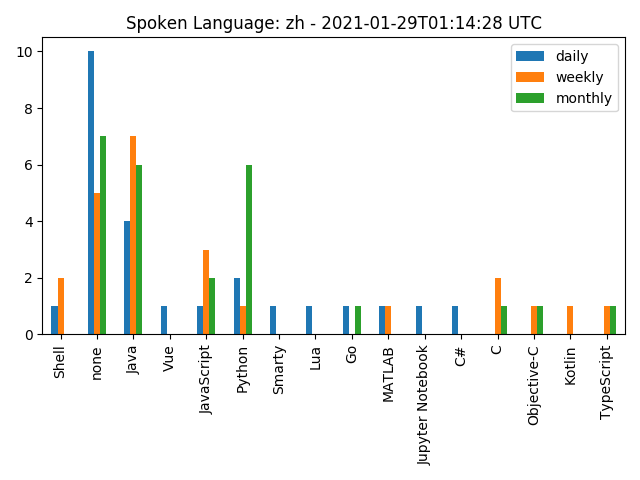 Spoken Language: zh - 2021-01-29T01:14:28 UTC
daily
weekly
monthly
10
8
6
4
2
0
Shell
none
Java
Vue
JavaScript
Python
Smarty
Lua
Go
MATLAB
Jupyter Notebook
C#
C
Objective-C
Kotlin
TypeScript